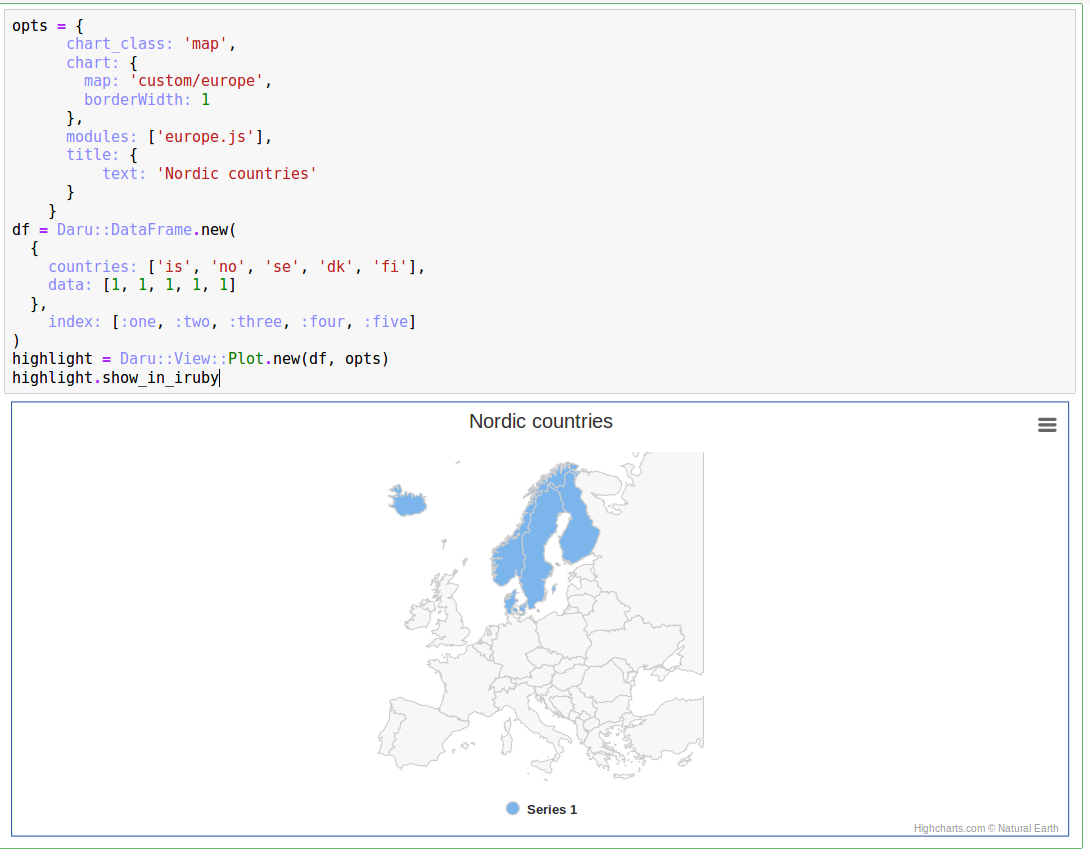 opts = {
      chart_class: 'map',
      chart: {
        map: 'custom/europe',
        borderWidth: 1
      },
      modules: ['europe.js'],
      title: {
          text: 'Nordic countries'
      }
    }
df = Daru::DataFrame.new(
  {
    countries: ['is', 'no', 'se', 'dk', 'fi'],
    data: [1, 1, 1, 1, 1]
  },
    index: [:one, :two, :three, :four, :five]
)
highlight = Daru::View::Plot.new(df, opts)
highlight.show_in_iruby
Nordic countries
Series 1
Highcharts.com © Natural Earth